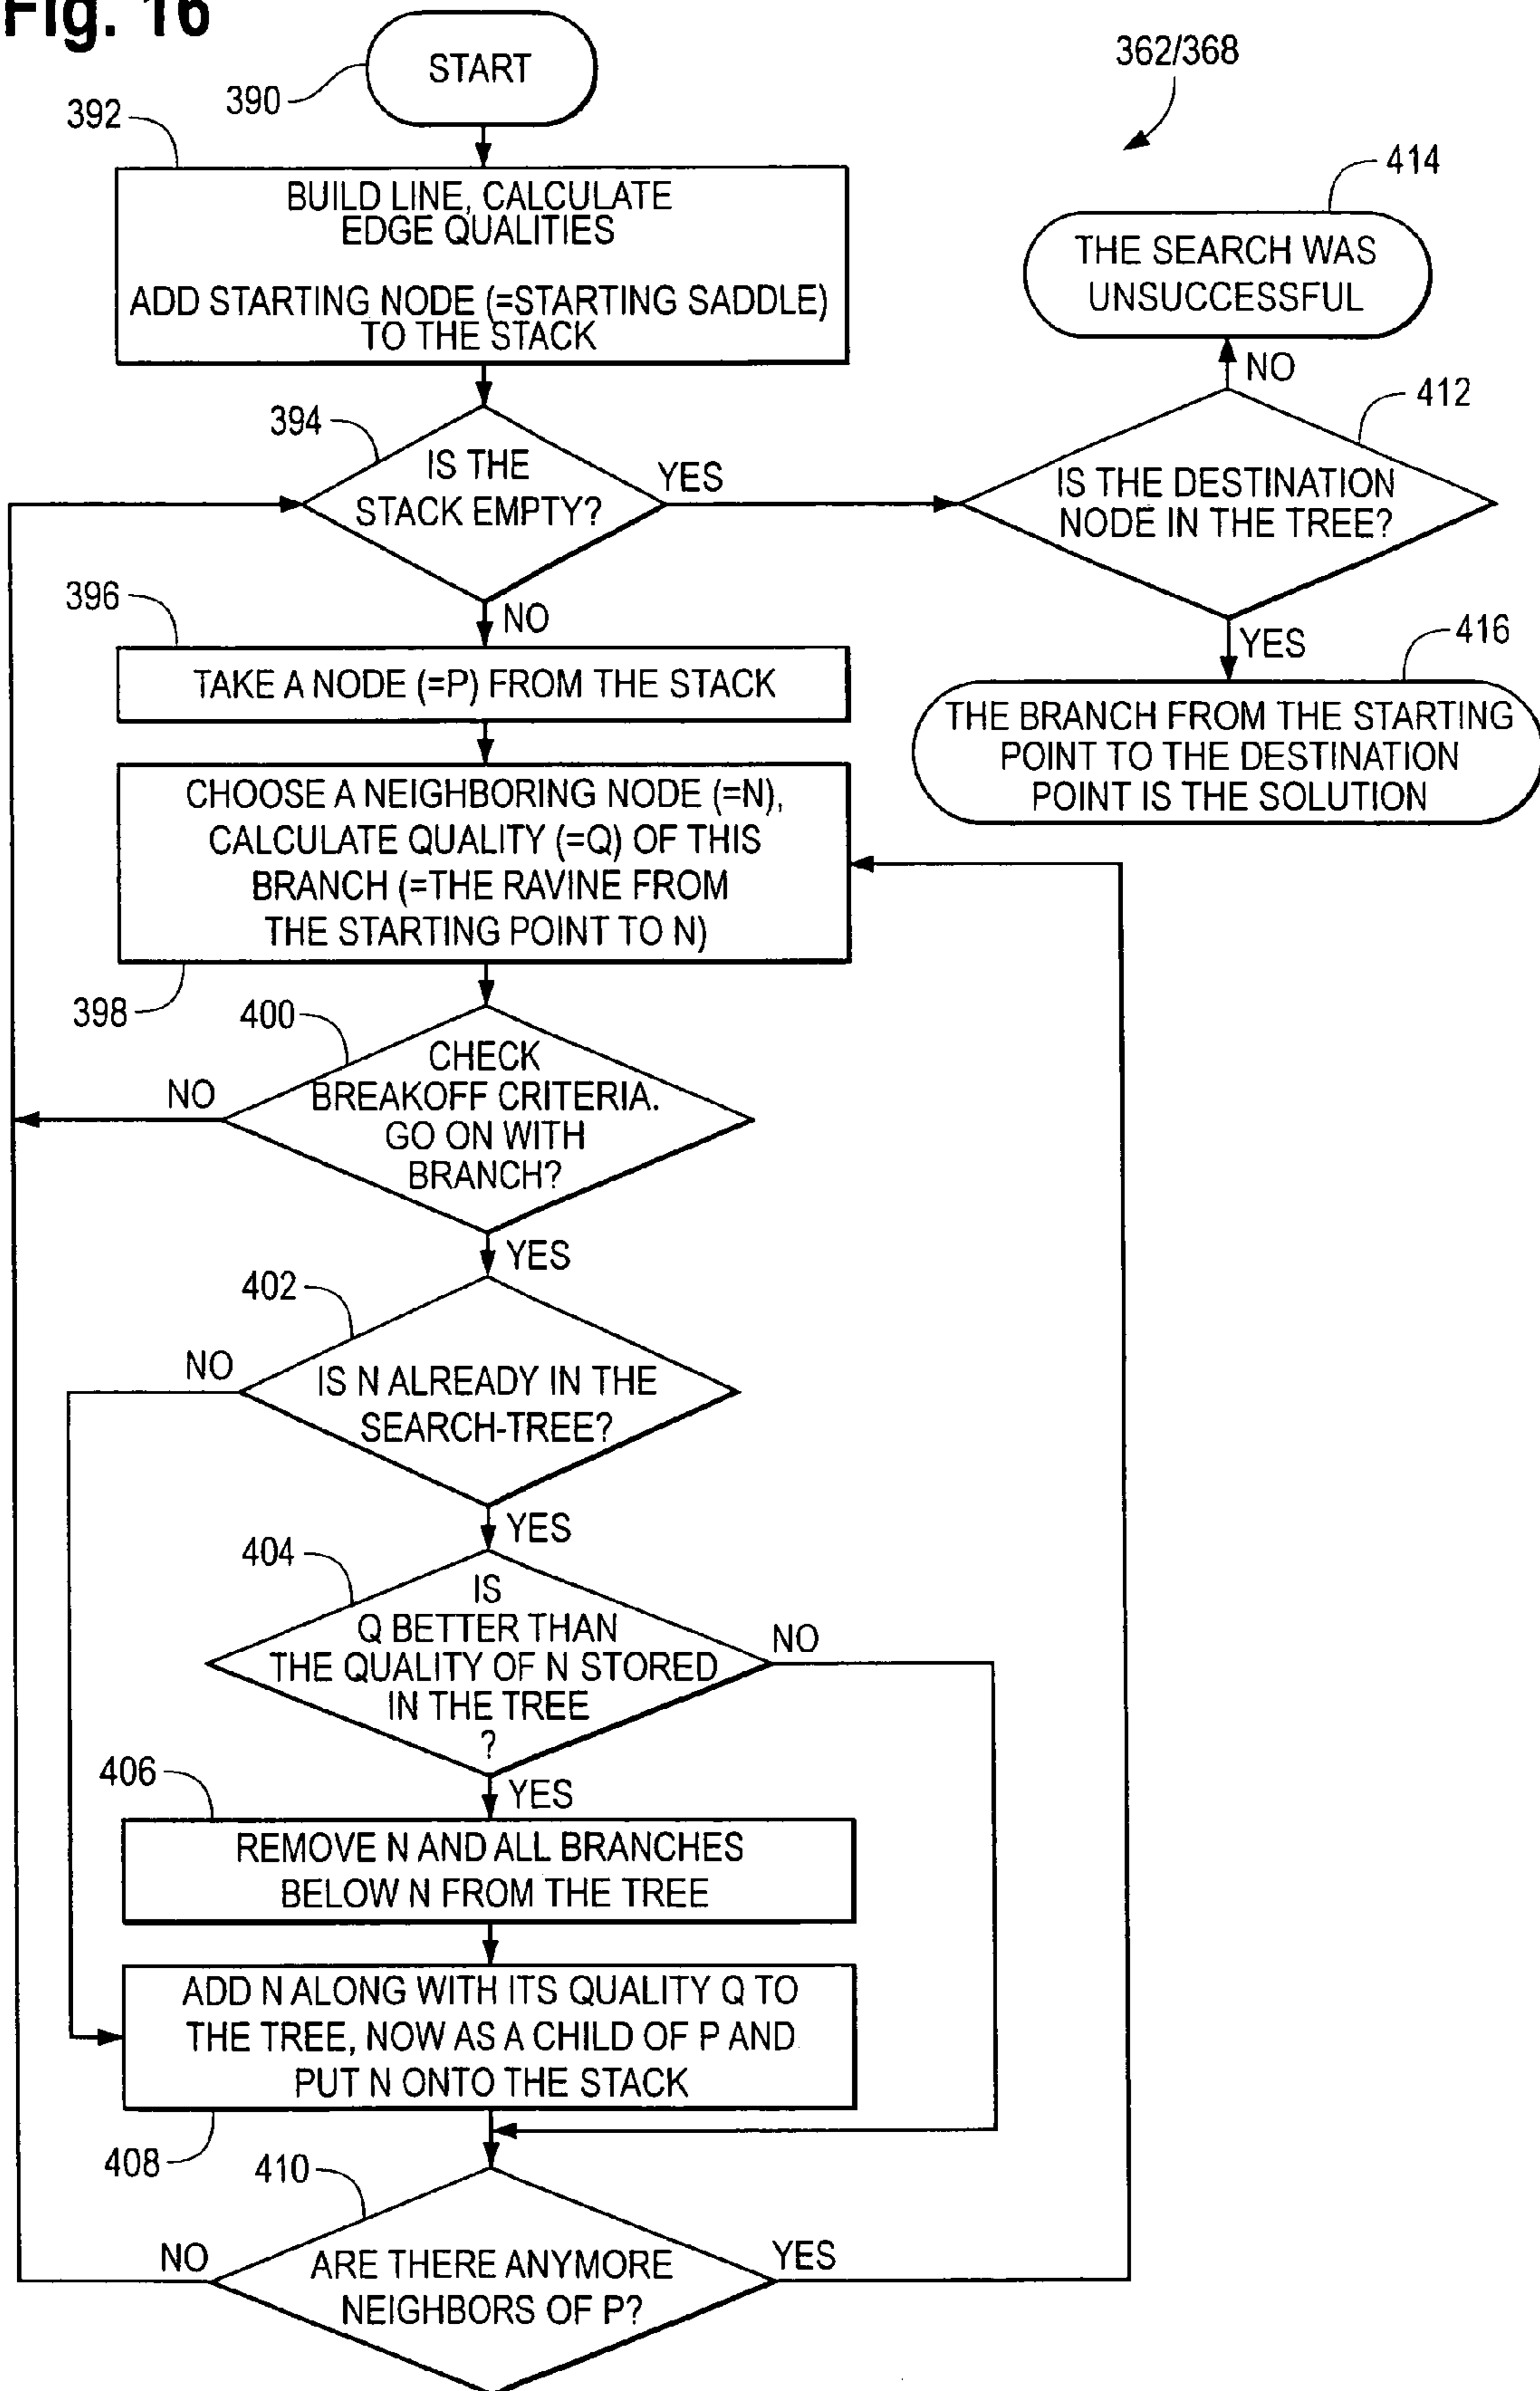 Fig. 16
START
390
362/368
392
BUILD LINE, CALCULATE
EDGE QUALITIES
ADD STARTING NODE (=STARTING SADDLE)
TO THE STACK
414
THE SEARCH WAS
UNSUCCESSFUL
NO
412
394
IS THE
STACK EMPTY?
YES
IS THE DESTINATION
NODE IN THE TREE?
396
NO
YES
416
TAKE A NODE (=P) FROM THE STACK
THE BRANCH FROM THE STARTING
POINT TO THE DESTINATION
POINT IS THE SOLUTION
CHOOSE A NEIGHBORING NODE (=N),
CALCULATE QUALITY (=Q) OF THIS
BRANCH (=THE RAVINE FROM
THE STARTING POINT TO N)
398
400
CHECK
BREAKOFF CRITERIA.
GO ON WITH
BRANCH?
NO
YES
402
NO
IS N ALREADY IN THE
SEARCH-TREE?
YES
404
IS
Q BETTER THAN
THE QUALITY OF N STORED
IN THE TREE
?
NO
406
YES
REMOVE N AND ALL BRANCHES
BELOW N FROM THE TREE
ADD N ALONG WITH ITS QUALITY Q TO
THE TREE, NOW AS A CHILD OF P AND
PUT N ONTO THE STACK
408
410
NO
ARE THERE ANYMORE
NEIGHBORS OF P?
YES